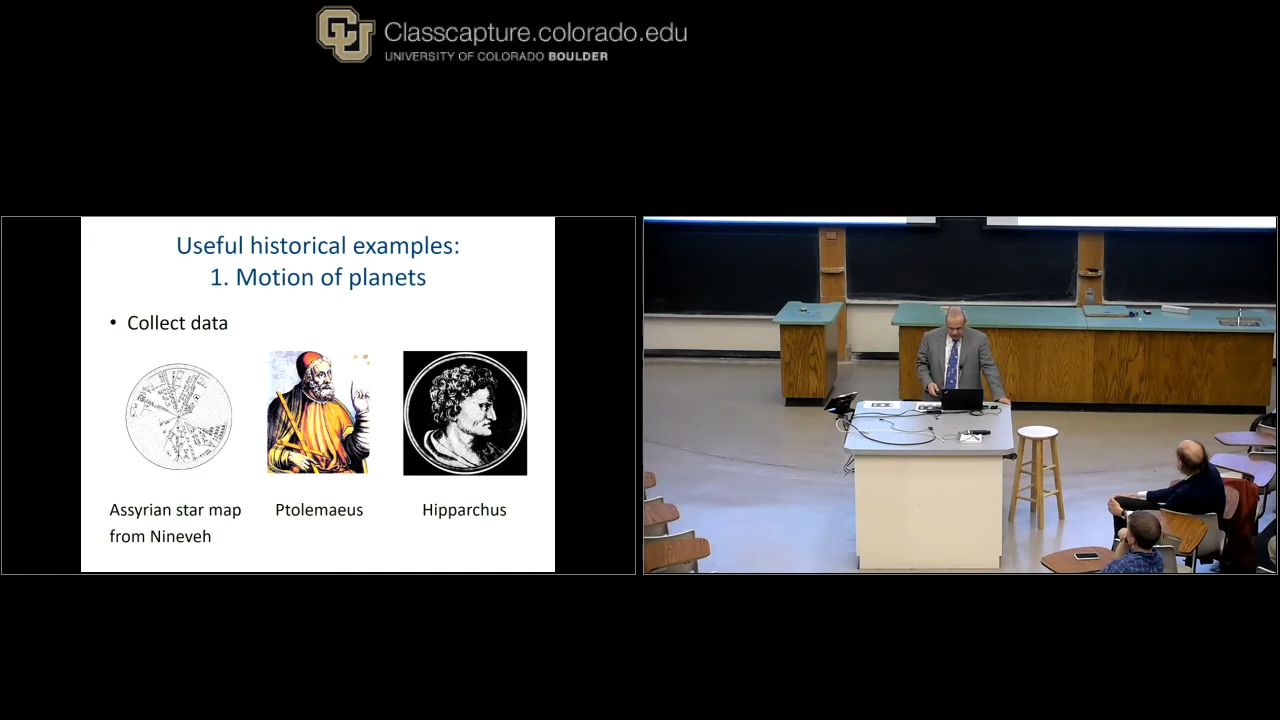 Classcapture.colorado.edu
UNIVERSITY OF COLORADO BOULDER
Useful historical examples:
1. Motion of planets
• Collect data
Assyrian star map
from Nineveh
Ptolemaeus
Hipparchus